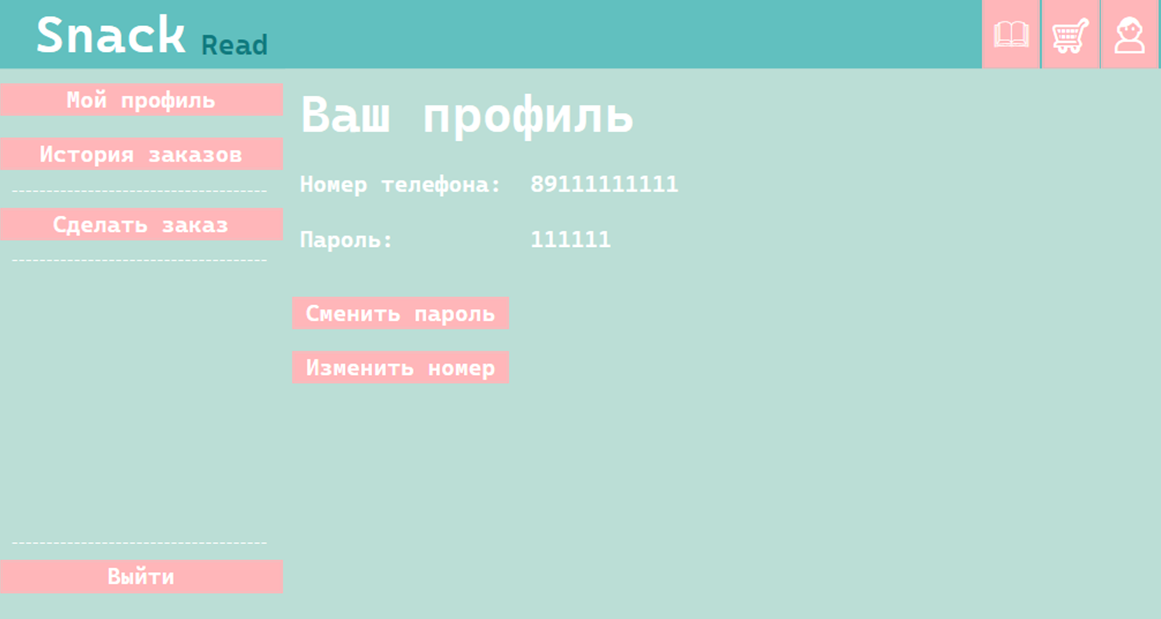 Snack Read
Мой профиль
История заказов
Сделать заказ
Выйти
Ваш профиль
Номер телефона: 89111111111
Пароль: 111111
Сменить пароль
Изменить номер